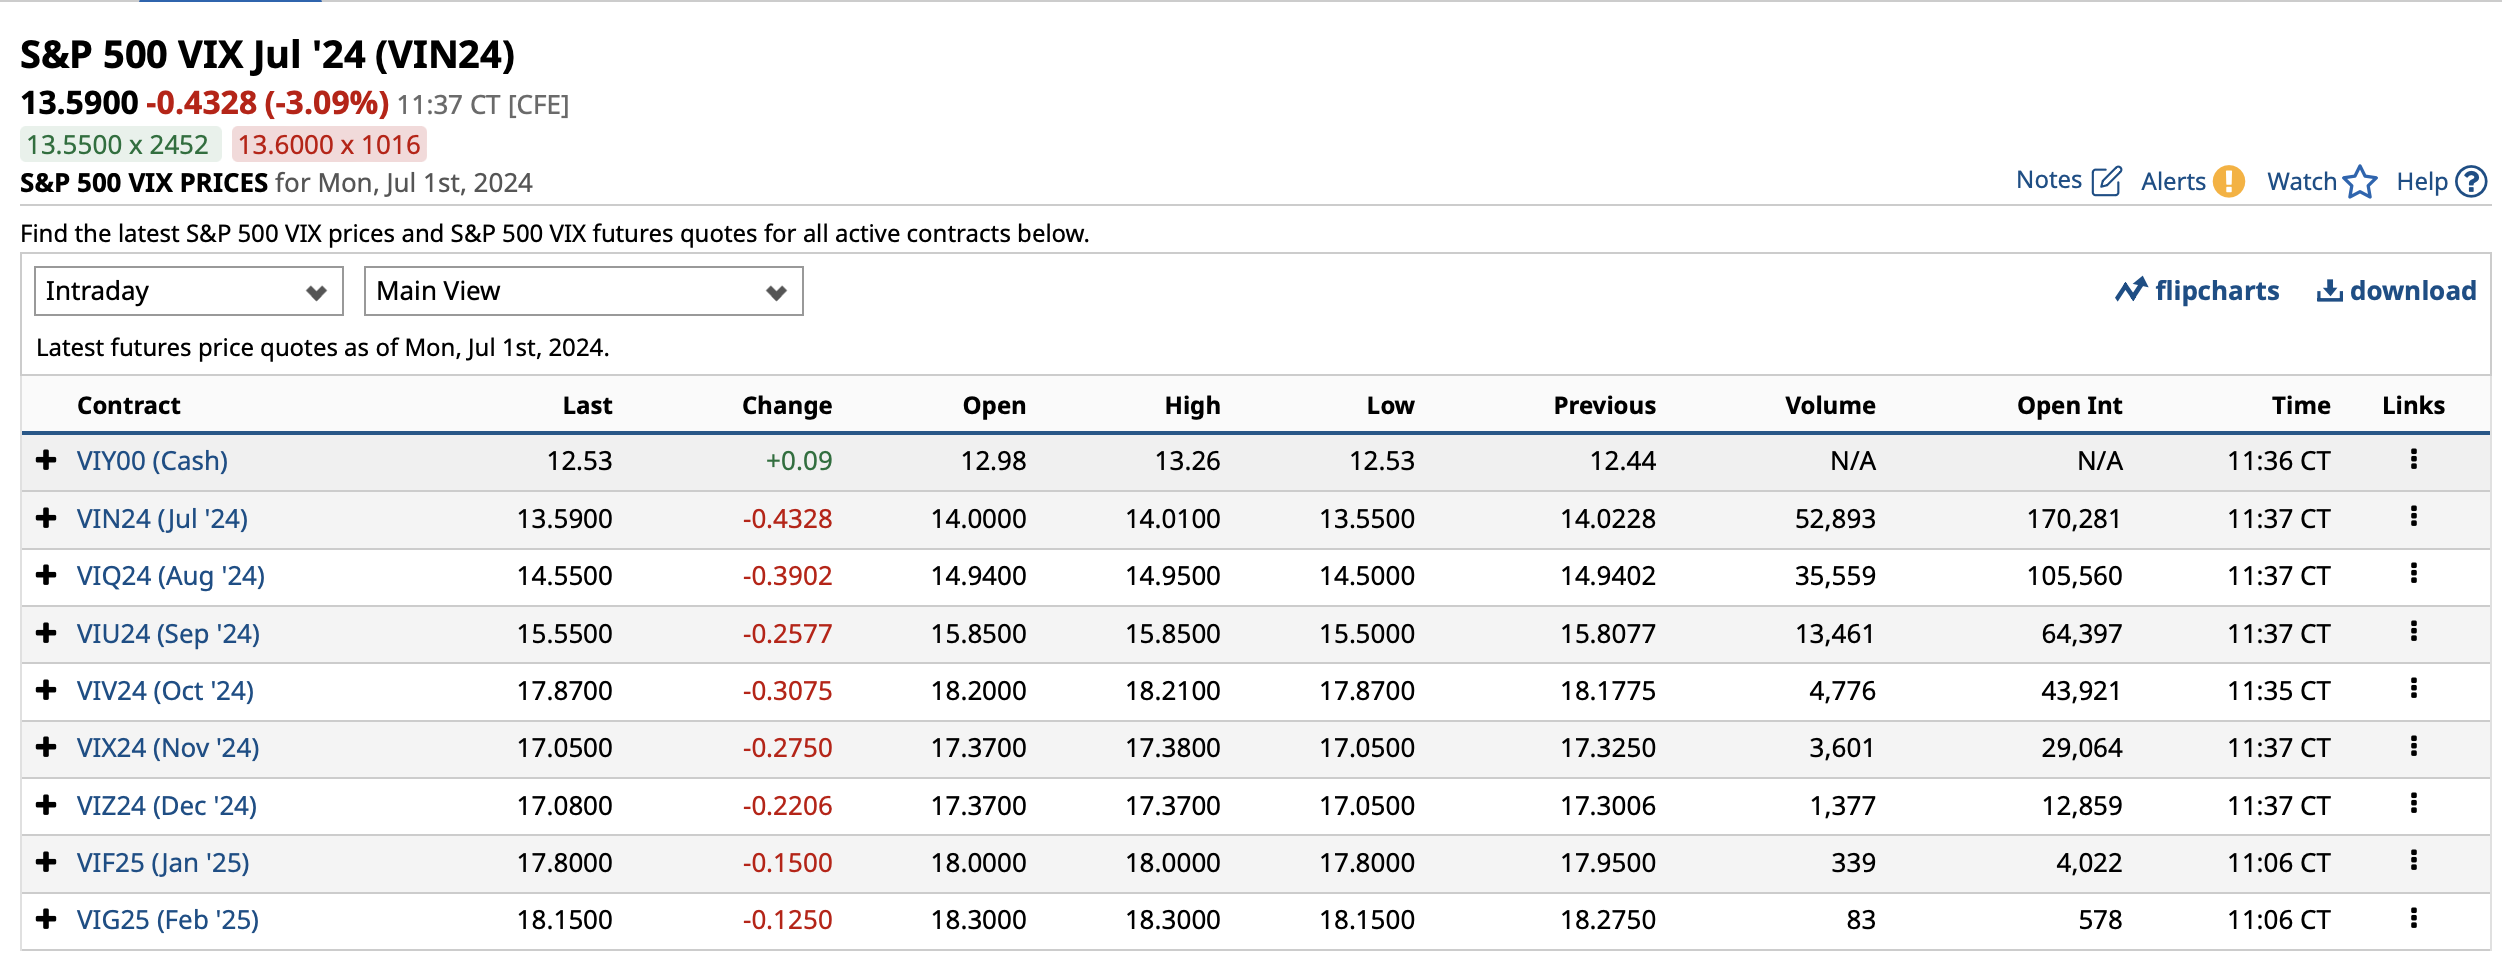 S&P 500 VIX Jul '24 (VIN24)
13.5900 -0.4328 (-3.09%) 11:37 CT [CFE]
13.5500 x 2452 13.6000 x 1016
S&P 500 VIX PRICES for Mon, Jul 1st, 2024
Notes Alerts Watch Help
Find the latest S&P 500 VIX prices and S&P 500 VIX futures quotes for all active contracts below.
Intraday Main View flipcharts download
Latest futures price quotes as of Mon, Jul 1st, 2024.
Contract Last Change Open High Low Previous Volume Open Int Time Links
VIY00 (Cash) 12.53 +0.09 12.98 13.26 12.53 12.44 N/A N/A 11:36 CT
VIN24 (Jul '24) 13.5900 -0.4328 14.0000 14.0100 13.5500 14.0228 52,893 170,281 11:37 CT
VIQ24 (Aug '24) 14.5500 -0.3902 14.9400 14.9500 14.5000 14.9402 35,559 105,560 11:37 CT
VIU24 (Sep '24) 15.5500 -0.2577 15.8500 15.8500 15.5000 15.8077 13,461 64,397 11:37 CT
VIV24 (Oct '24) 17.8700 -0.3075 18.2000 18.2100 17.8700 18.1775 4,776 43,921 11:35 CT
VIX24 (Nov '24) 17.0500 -0.2750 17.3700 17.3800 17.0500 17.3250 3,601 29,064 11:37 CT
VIZ24 (Dec '24) 17.0800 -0.2206 17.3700 17.3700 17.0500 17.3006 1,377 12,859 11:37 CT
VIF25 (Jan '25) 17.8000 -0.1500 18.0000 18.0000 17.8000 17.9500 339 4,022 11:06 CT
VIG25 (Feb '25) 18.1500 -0.1250 18.3000 18.3000 18.1500 18.2750 83 578 11:06 CT